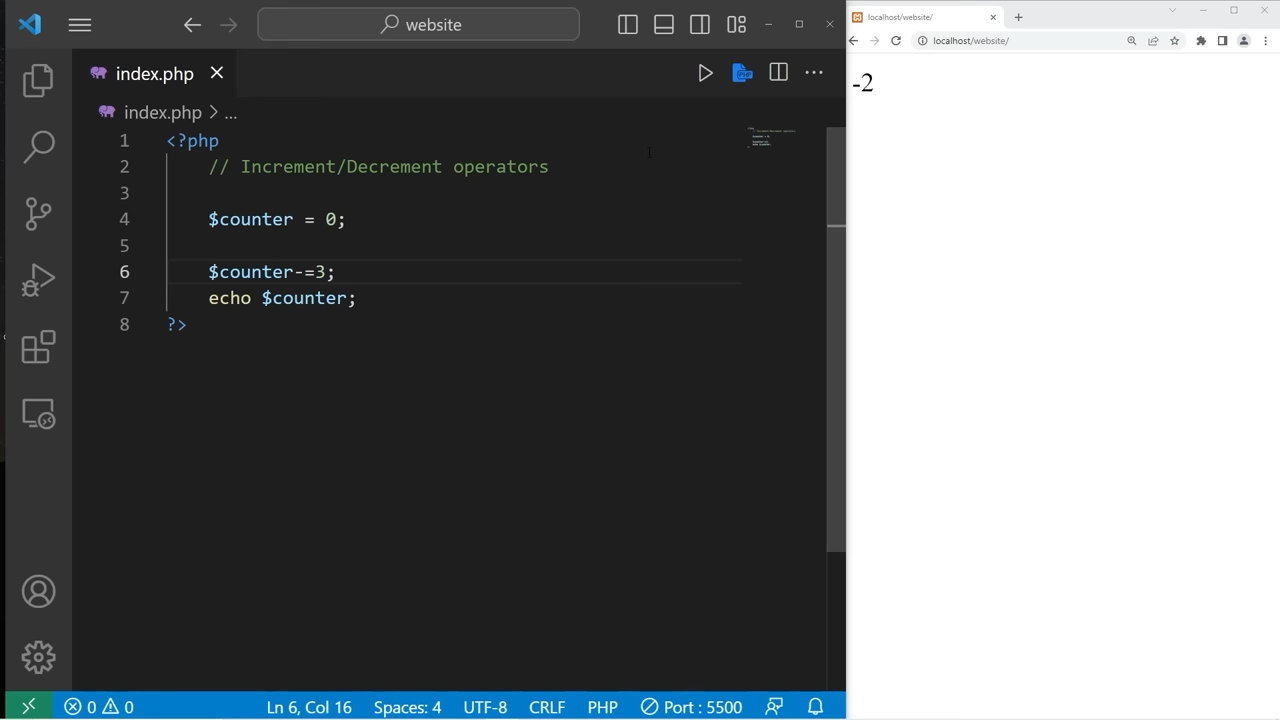 website
index.php
index.php > ...
1 <?php
2 // Increment/Decrement operators
3
4 $counter = 0;
5
6 $counter-=3;
7 echo $counter;
8 ?>
0 0 Ln 6, Col 16 Spaces: 4 UTF-8 CRLF PHP Port : 5500
localhost/website/
localhost/website/
-2